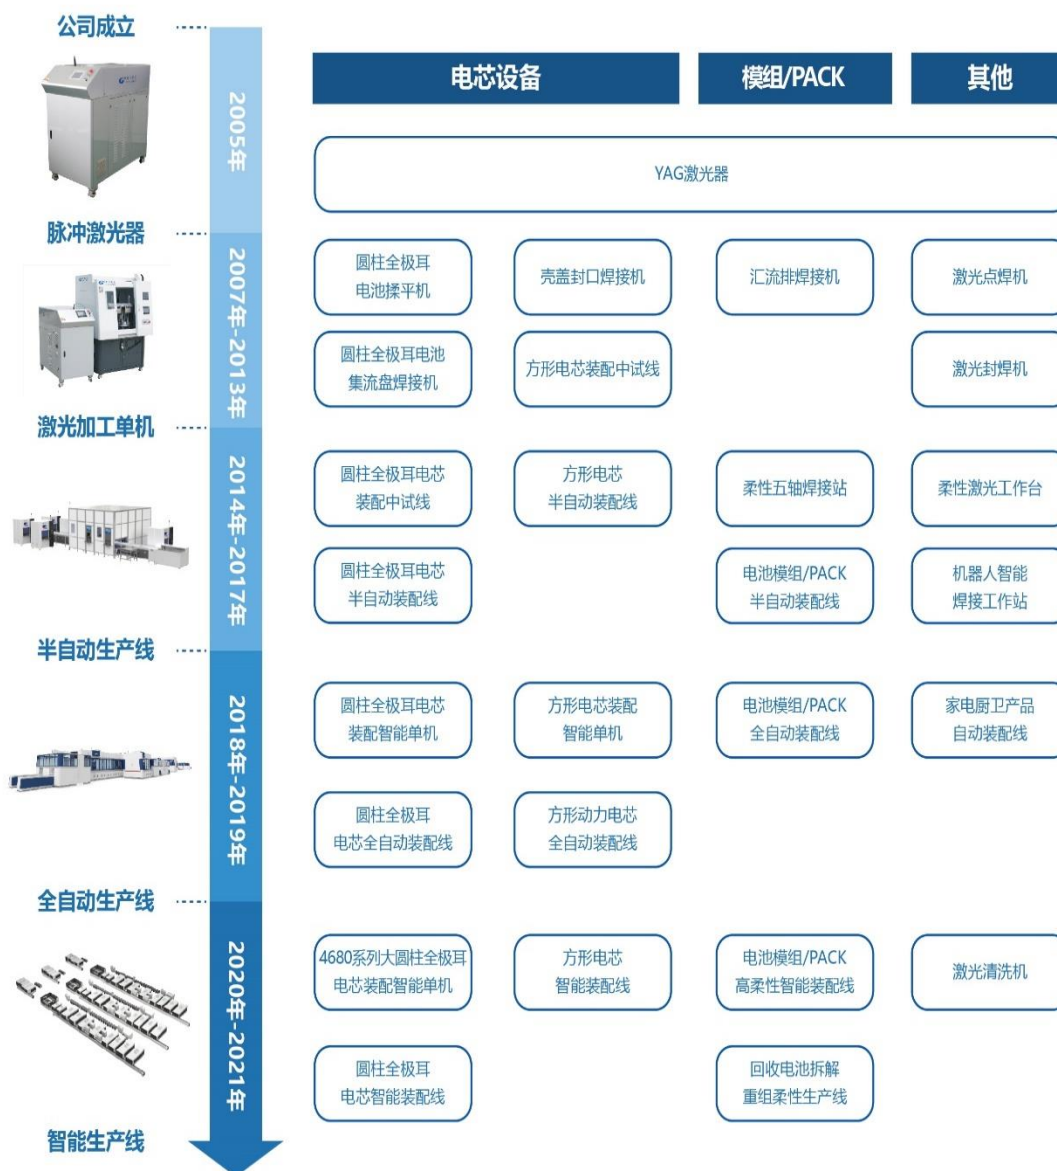 公司成立
电芯设备
模组/PACK
其他
2005年
YAG激光器
脉冲激光器
2007年-2013年
圆柱全极耳
电池揉平机
壳盖封口焊接机
汇流排焊接机
激光点焊机
圆柱全极耳电池
集流盘焊接机
方形电芯装配中试线
激光封焊机
激光加工单机
2014年-2017年
圆柱全极耳电芯
装配中试线
方形电芯
半自动装配线
柔性五轴焊接站
柔性激光工作台
圆柱全极耳电芯
半自动装配线
电池模组/PACK
半自动装配线
机器人智能
焊接工作站
半自动生产线
2018年-2019年
圆柱全极耳电芯
装配智能单机
方形电芯装配
智能单机
电池模组/PACK
全自动装配线
家电厨卫产品
自动装配线
圆柱全极耳
电芯全自动装配线
方形动力电芯
全自动装配线
全自动生产线
2020年-2021年
4680系列大圆柱全极耳
电芯装配智能单机
方形电芯
智能装配线
电池模组/PACK
高柔性智能装配线
激光清洗机
圆柱全极耳
电芯智能装配线
回收电池拆解
重组柔性生产线
智能生产线